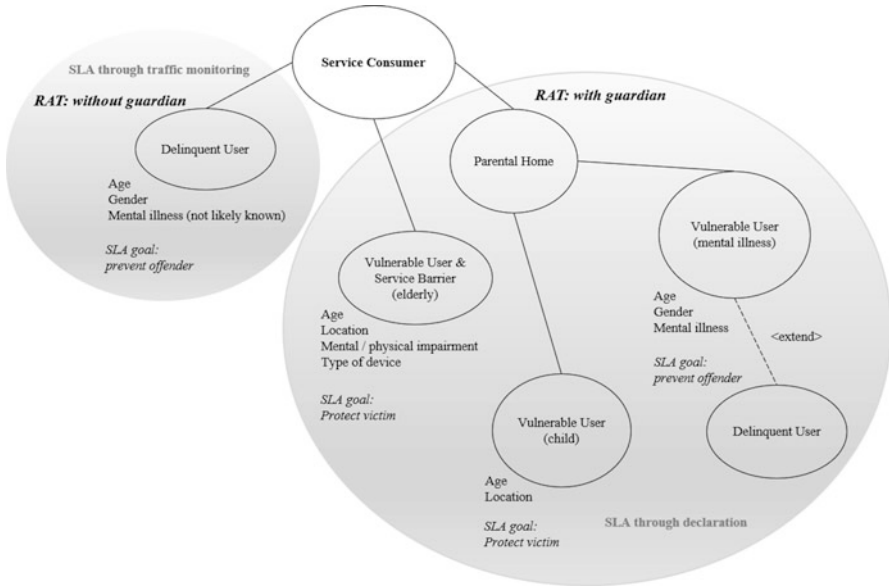 Service Consumer
SLA through traffic monitoring
RAT: without guardian
Delinquent User
Age
Gender
Mental illness (not likely known)
SLA goal:
prevent offender
RAT: with guardian
Parental Home
Vulnerable User &
Service Barrier
(elderly)
Age
Location
Mental / physical impairment
Type of device
SLA goal:
Protect victim
Vulnerable User
(child)
Age
Location
SLA goal:
Protect victim
Vulnerable User
(mental illness)
Age
Gender
Mental illness
<extend>
SLA goal:
prevent offender
Delinquent User
SLA through declaration